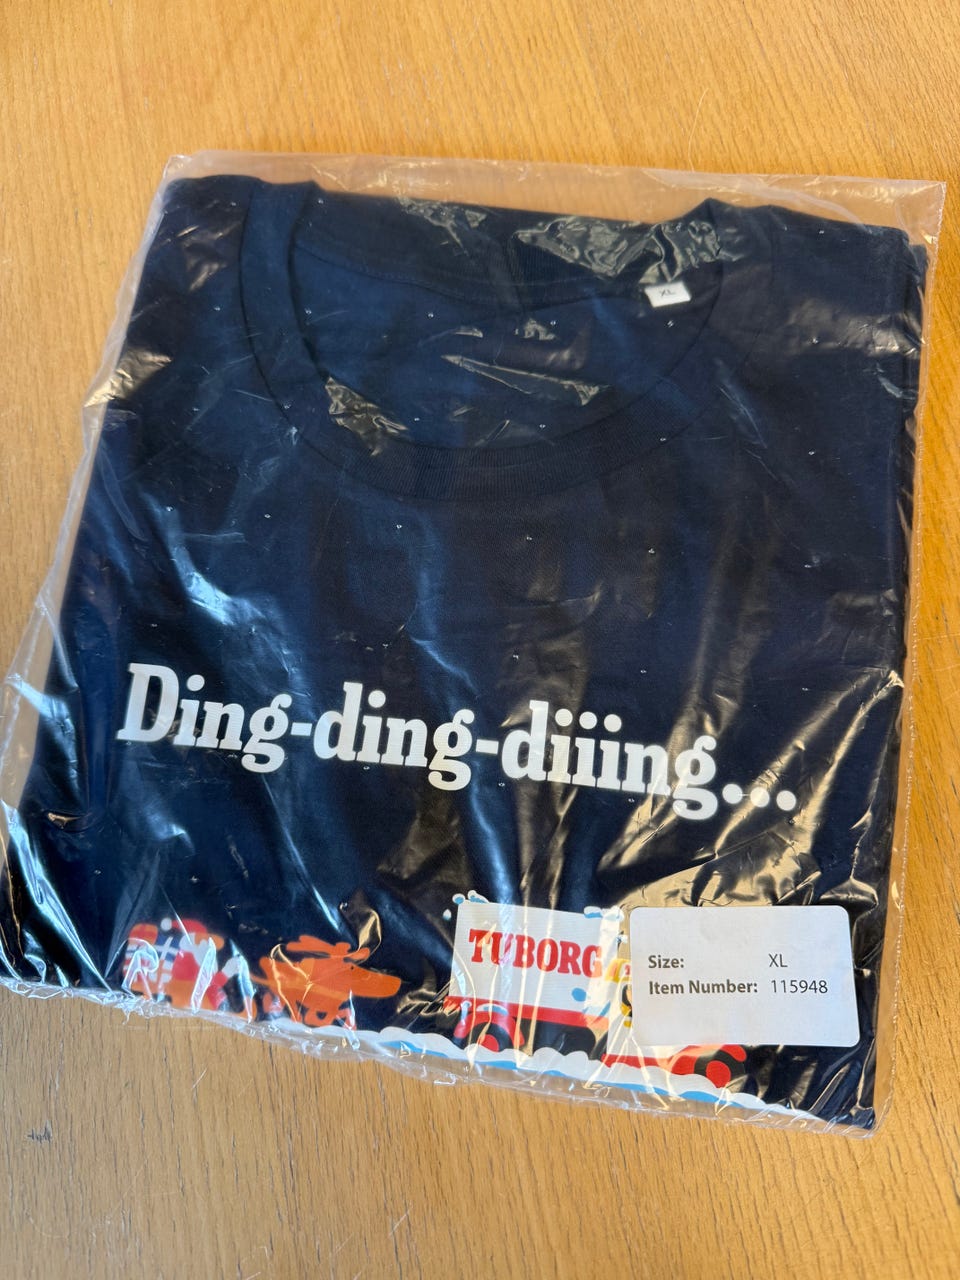 XL
Ding-ding-diiing...
TUBORG
Size: XL
Item Number: 115948